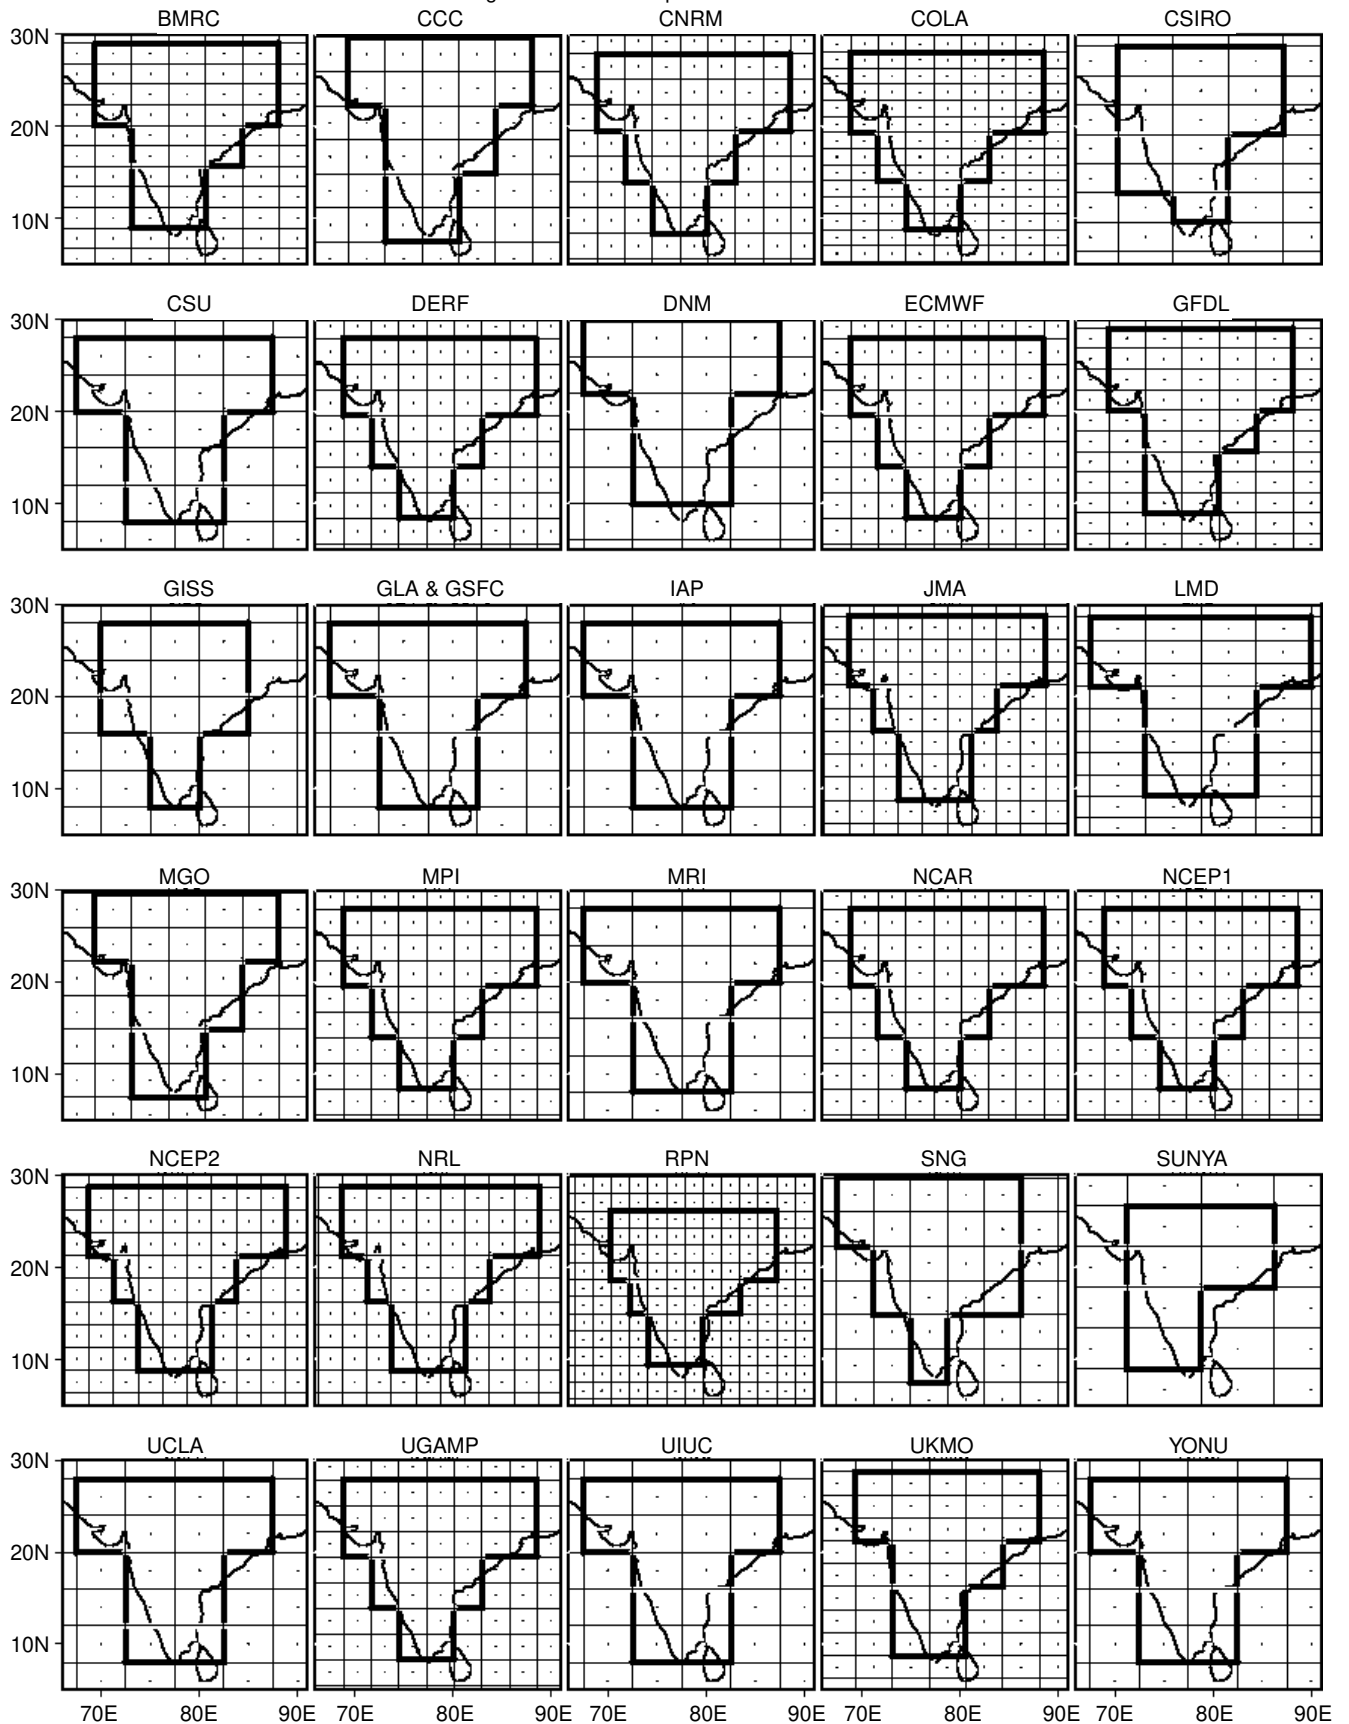 BMRC CCC CNRM COLA CSIRO
30N
20N
10N
CSU DERF DNM ECMWF GFDL
30N
20N
10N
GISS GLA & GSFC IAP JMA LMD
30N
20N
10N
MGO MPI MRI NCAR NCEP1
30N
20N
10N
NCEP2 NRL RPN SNG SUNYA
30N
20N
10N
UCLA UGAMP UIUC UKMO YONU
30N
20N
10N
70E 80E 90E 70E 80E 90E 70E 80E 90E 70E 80E 90E 70E 80E 90E